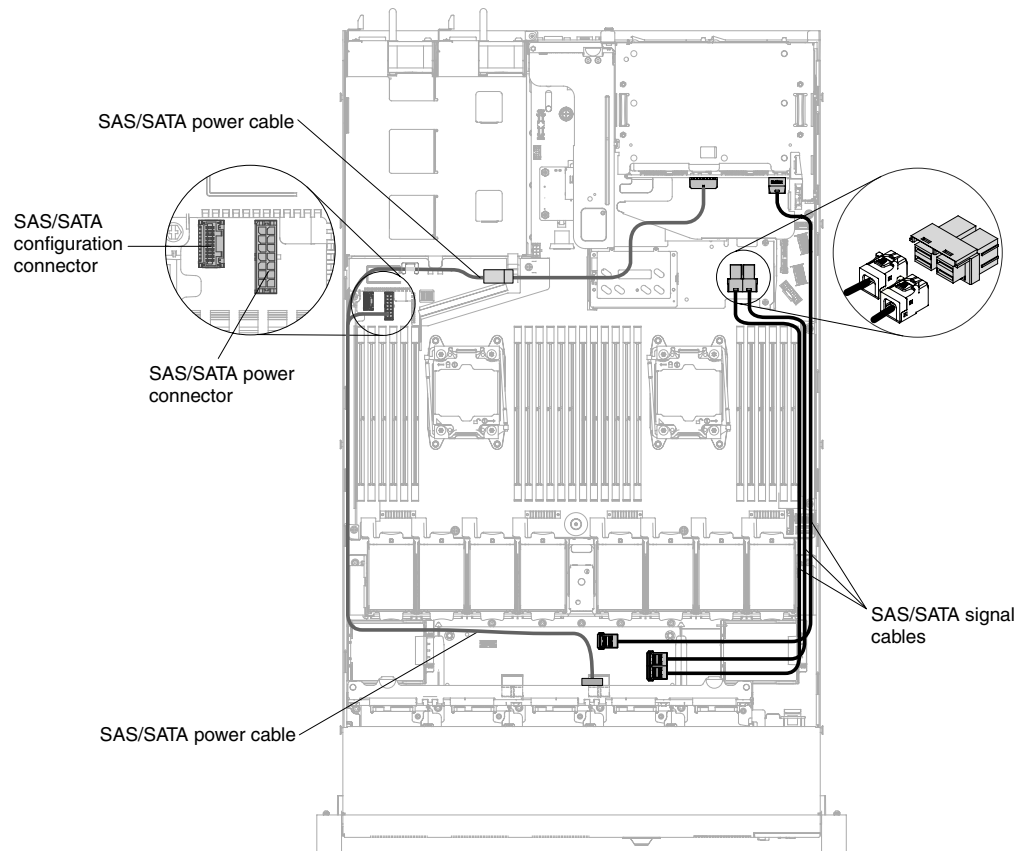 SAS/SATA power cable
SAS/SATA
configuration
connector
SAS/SATA power
connector
SAS/SATA signal
cables
SAS/SATA power cable